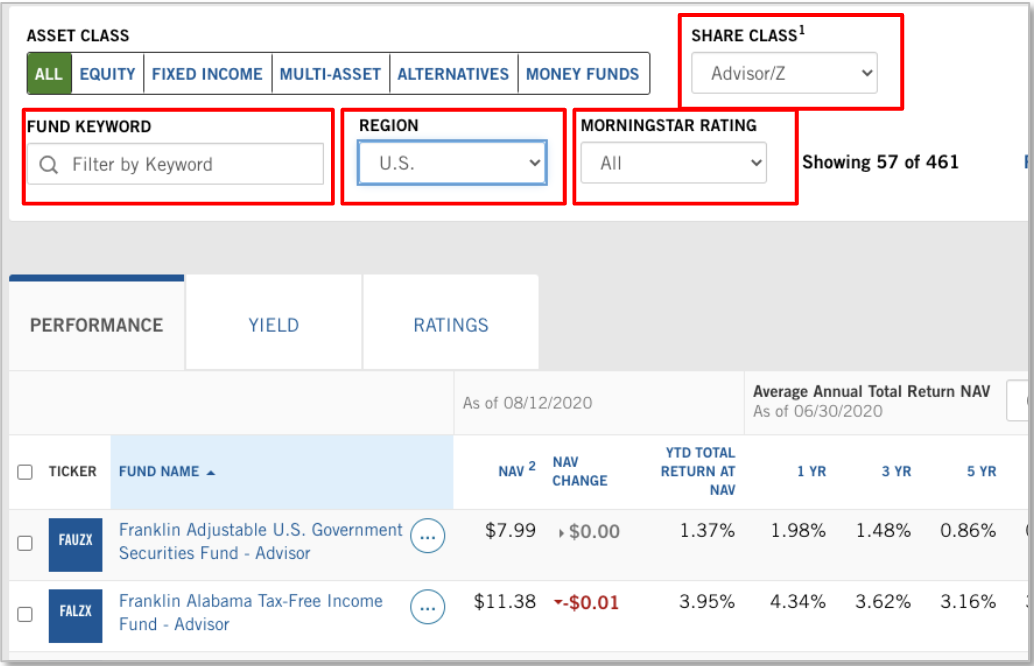 ASSET CLASS
SHARE CLASS1
ALL EQUITY FIXED INCOME MULTI-ASSET ALTERNATIVES MONEY FUNDS
Advisor/Z
FUND KEYWORD
REGION
MORNINGSTAR RATING
Filter by Keyword
U.S.
All
Showing 57 of 461
PERFORMANCE
YIELD
RATINGS
As of 08/12/2020
Average Annual Total Return NAV
As of 06/30/2020
TICKER
FUND NAME
NAV 2
NAV
CHANGE
YTD TOTAL
RETURN AT
NAV
1 YR
3 YR
5 YR
FAUZX
Franklin Adjustable U.S. Government
Securities Fund - Advisor
...
$7.99
$0.00
1.37%
1.98%
1.48%
0.86%
FALZX
Franklin Alabama Tax-Free Income
Fund - Advisor
...
$11.38
-$0.01
3.95%
4.34%
3.62%
3.16%